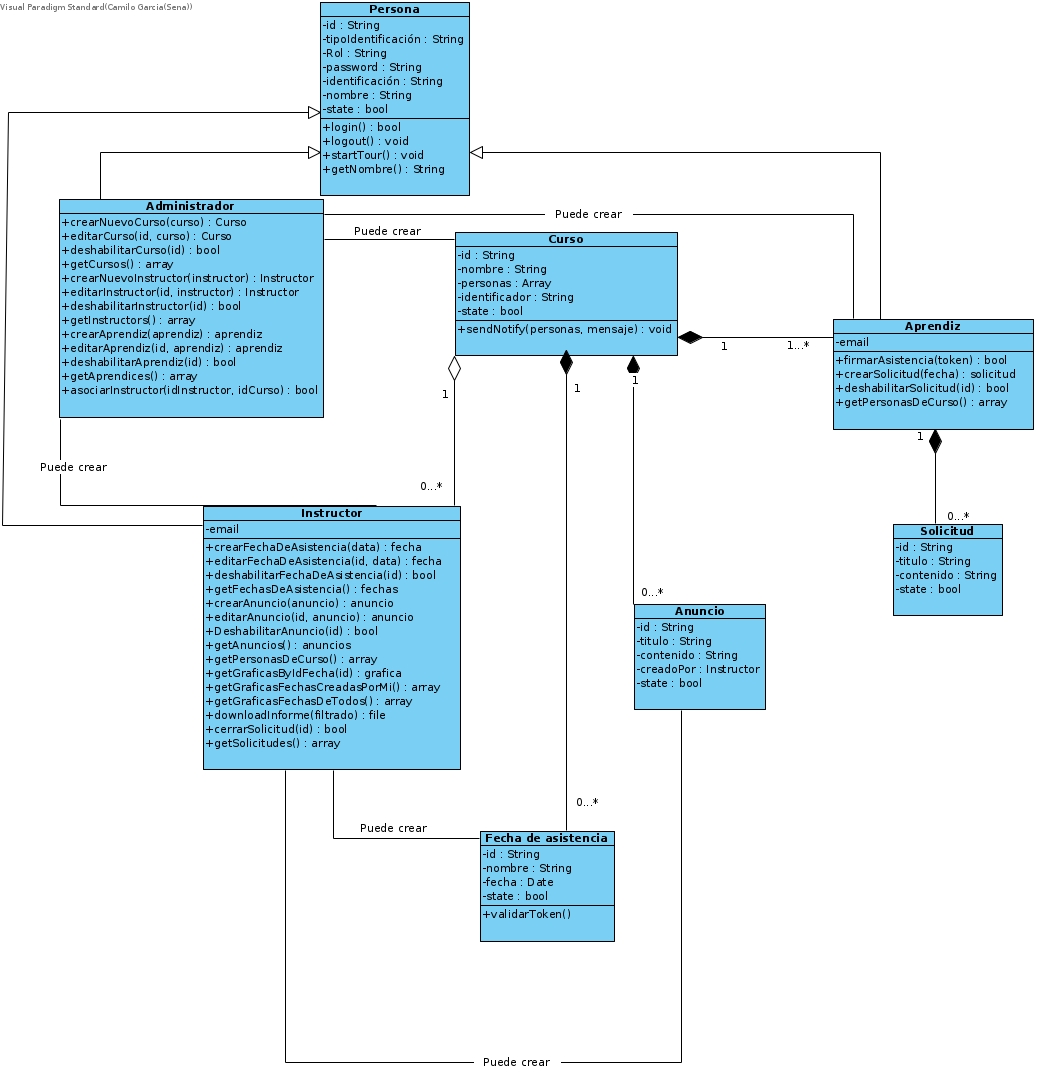 Visual Paradigm Standard(Camilo Garcia(Sena))
Persona
-id : String
-tipoIdentificación : String
-Rol : String
-password : String
-identificación : String
-nombre : String
-state : bool
+login() : bool
+logout() : void
+startTour() : void
+getNombre() : String
Administrador
+crearNuevoCurso(curso) : Curso
+editarCurso(id, curso) : Curso
+deshabilitarCurso(id) : bool
+getCursos() : array
+crearNuevoInstructor(instructor) : Instructor
+editarInstructor(id, instructor) : Instructor
+deshabilitarInstructor(id) : bool
+getInstructors() : array
+crearAprendiz(aprendiz) : aprendiz
+editarAprendiz(id, aprendiz) : aprendiz
+deshabilitarAprendiz(id) : bool
+getAprendices() : array
+asociarInstructor(idInstructor, idCurso) : bool
Puede crear
Puede crear
Curso
-id : String
-nombre : String
-personas : Array
-identificador : String
-state : bool
+sendNotify(personas, mensaje) : void
1
1...*
Aprendiz
-email
+firmarAsistencia(token) : bool
+crearSolicitud(fecha) : solicitud
+deshabilitarSolicitud(id) : bool
+getPersonasDeCurso() : array
1
1
1
1
Puede crear
0...*
0...*
Solicitud
-id : String
-titulo : String
-contenido : String
-state : bool
Instructor
-email
+crearFechaDeAsistencia(data) : fecha
+editarFechaDeAsistencia(id, data) : fecha
+deshabilitarFechaDeAsistencia(id) : bool
+getFechasDeAsistencia() : fechas
+crearAnuncio(anuncio) : anuncio
+editarAnuncio(id, anuncio) : anuncio
+DeshabilitarAnuncio(id) : bool
+getAnuncios() : anuncios
+getPersonasDeCurso() : array
+getGraficasByIdFecha(id) : grafica
+getGraficasFechasCreadasPorMi() : array
+getGraficasFechasDeTodos() : array
+downloadInforme(filtrado) : file
+cerrarSolicitud(id) : bool
+getSolicitudes() : array
0...*
Anuncio
-id : String
-titulo : String
-contenido : String
-creadoPor : Instructor
-state : bool
0...*
Puede crear
Fecha de asistencia
-id : String
-nombre : String
-fecha : Date
-state : bool
+validarToken()
Puede crear